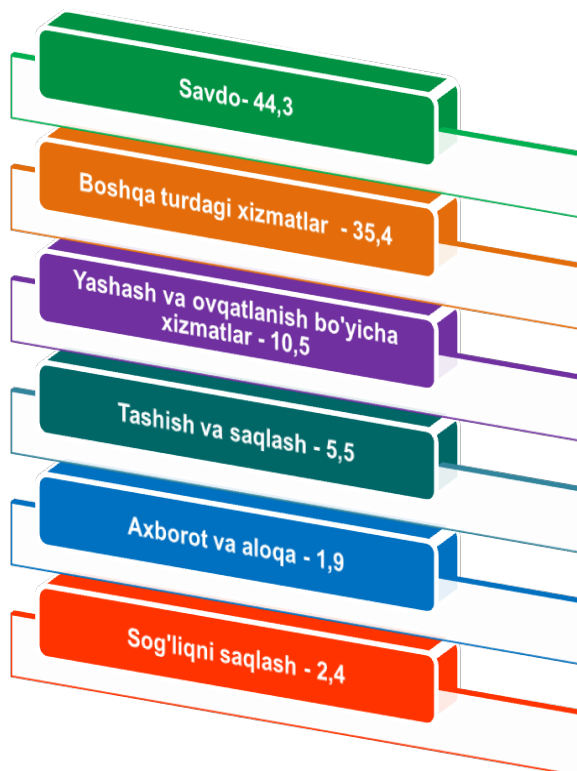 Savdo- 44,3
Boshqa turdagi xizmatlar - 35,4
Yashash va ovqatlanish bo'yicha
xizmatlar - 10,5
Tashish va saqlash - 5,5
Axborot va aloqa - 1,9
Sog'liqni saqlash - 2,4